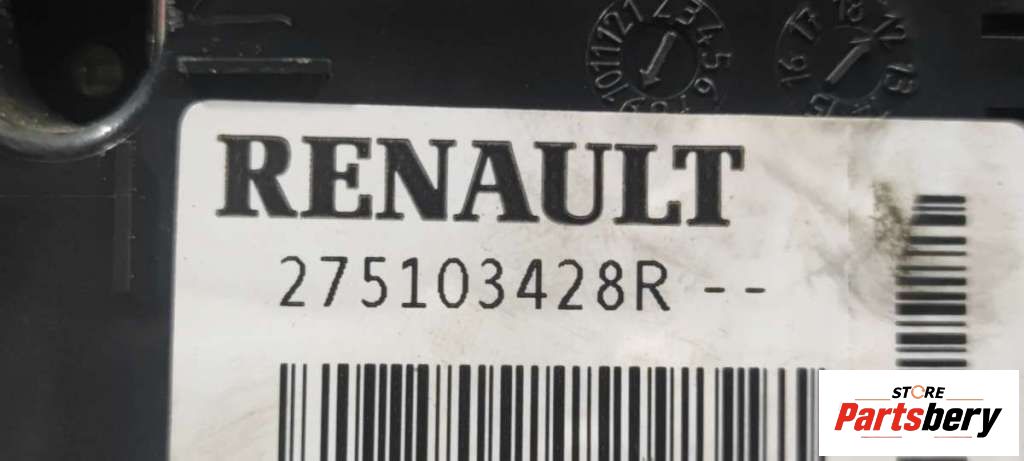 RENAULT
275103428R --
STORE
Partsbery